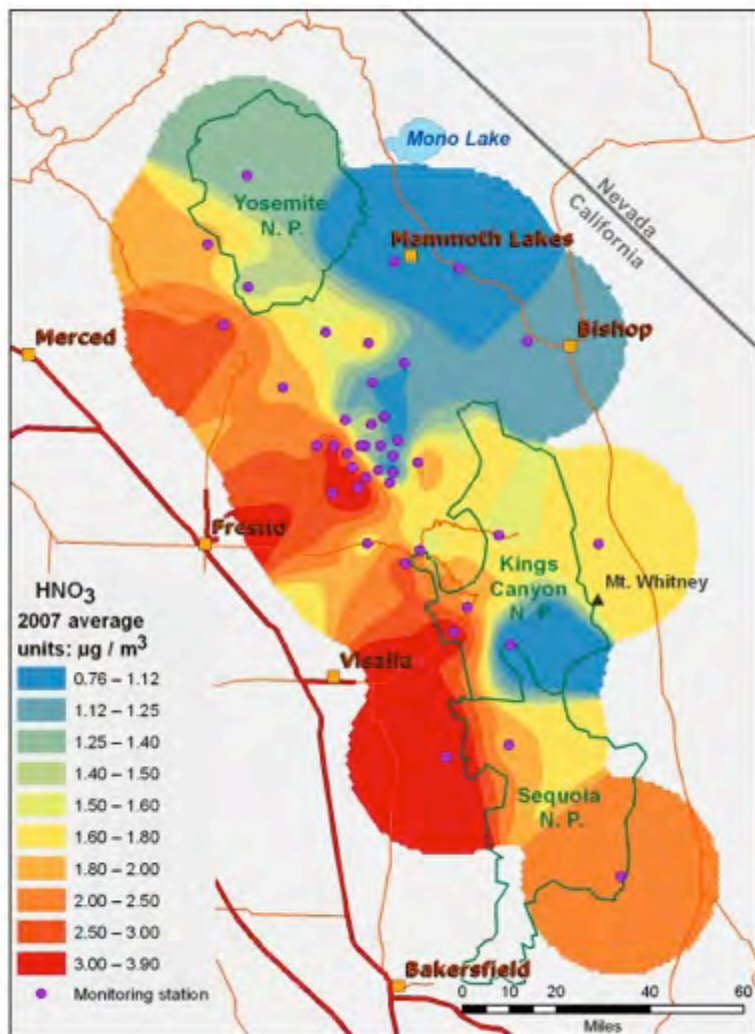 Mono Lake
Nevada
California
Yosemite
N. P.
Mammoth Lakes
Bishop
Merced
Fresno
Kings
Canyon
N. P.
Mt. Whitney
Visalia
Sequoia
N. P.
Bakersfield
HNO3
2007 average
units: µg / m³
0.76 – 1.12
1.12 – 1.25
1.25 – 1.40
1.40 – 1.50
1.50 – 1.60
1.60 – 1.80
1.80 – 2.00
2.00 – 2.50
2.50 – 3.00
3.00 – 3.90
Monitoring station
0 10 20 40 60
Miles